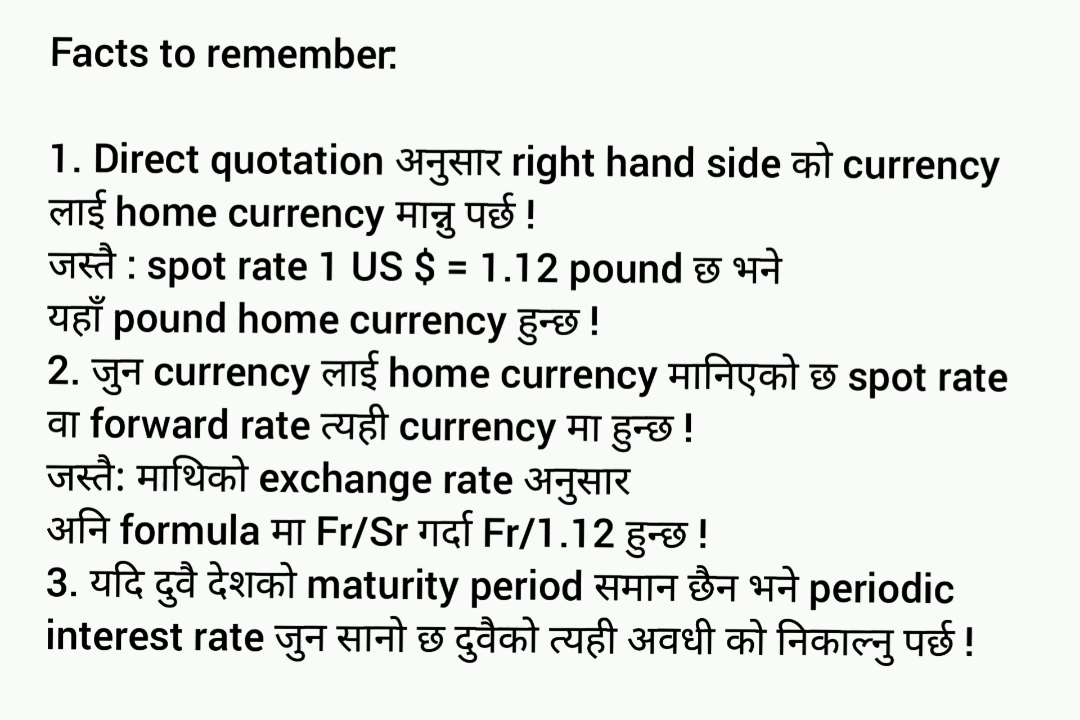 Facts to remember:
1. Direct quotation अनुसार right hand side को currency
लाई home currency मान्नु पर्छ !
जस्तै : spot rate 1 US $ = 1.12 pound छ भने
यहाँ pound home currency हुन्छ !
2. जुन currency लाई home currency मानिएको छ spot rate
वा forward rate त्यही currency मा हुन्छ !
जस्तै: माथिको exchange rate अनुसार
अनि formula मा Fr/Sr गर्दा Fr/1.12 हुन्छ !
3. यदि दुवै देशको maturity period समान छैन भने periodic
interest rate जुन सानो छ दुवैको त्यही अवधी को निकाल्नु पर्छ !